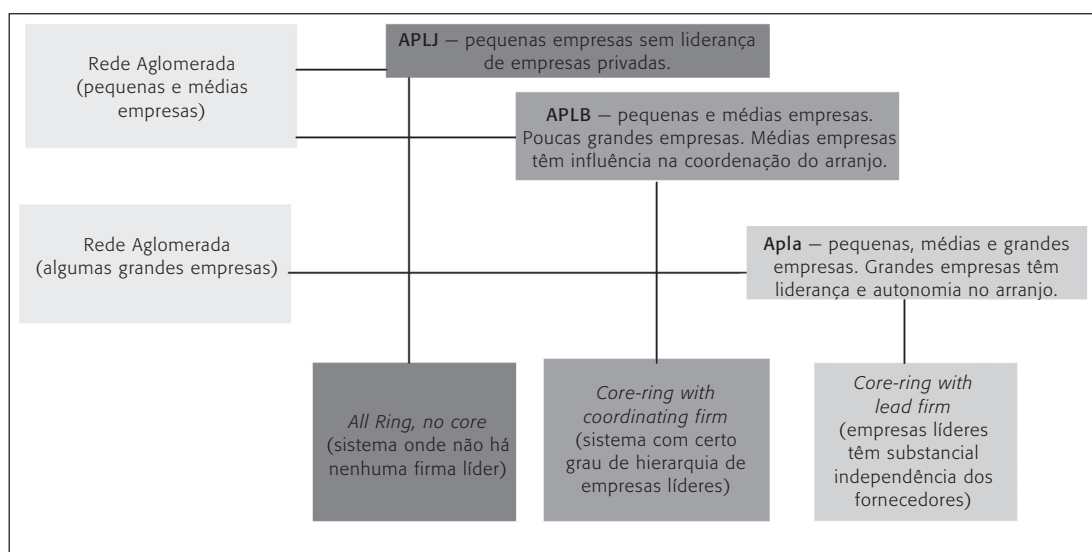 Rede Aglomerada
(pequenas e médias
empresas)
APLJ — pequenas empresas sem liderança
de empresas privadas.
APLB — pequenas e médias empresas.
Poucas grandes empresas. Médias empresas
têm influência na coordenação do arranjo.
Rede Aglomerada
(algumas grandes empresas)
Apla — pequenas, médias e grandes
empresas. Grandes empresas têm
liderança e autonomia no arranjo.
All Ring, no core
(sistema onde não há
nenhuma firma líder)
Core-ring with
coordinating firm
(sistema com certo
grau de hierarquia de
empresas líderes)
Core-ring with
lead firm
(empresas líderes
têm substancial
independência dos
fornecedores)